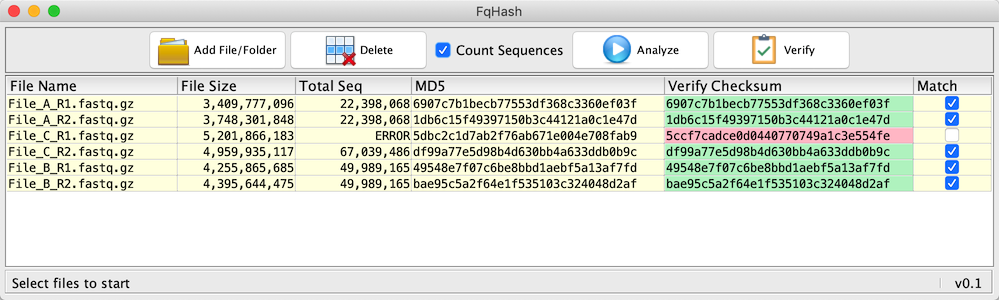 FqHash
Add File/Folder Delete Count Sequences Analyze Verify
File Name File Size Total Seq MD5 Verify Checksum Match
File_A_R1.fastq.gz 3,409,777,096 22,398,068 6907c7b1becb77553df368c3360ef03f 6907c7b1becb77553df368c3360ef03f
File_A_R2.fastq.gz 3,748,301,848 22,398,068 1db6c15f49397150b3c44121a0c1e47d 1db6c15f49397150b3c44121a0c1e47d
File_C_R1.fastq.gz 5,201,866,183 ERROR 5dbc2c1d7ab2f76ab671e004e708fab9 5ccf7cadce0d0440770749a1c3e554fe
File_C_R2.fastq.gz 4,959,935,117 67,039,486 df99a77e5d98b4d630bb4a633ddb0b9c df99a77e5d98b4d630bb4a633ddb0b9c
File_B_R1.fastq.gz 4,255,865,685 49,989,165 49548e7f07c6be8bbd1aebf5a13af7fd 49548e7f07c6be8bbd1aebf5a13af7fd
File_B_R2.fastq.gz 4,395,644,475 49,989,165 bae95c5a2f64e1f535103c324048d2af bae95c5a2f64e1f535103c324048d2af
Select files to start v0.1